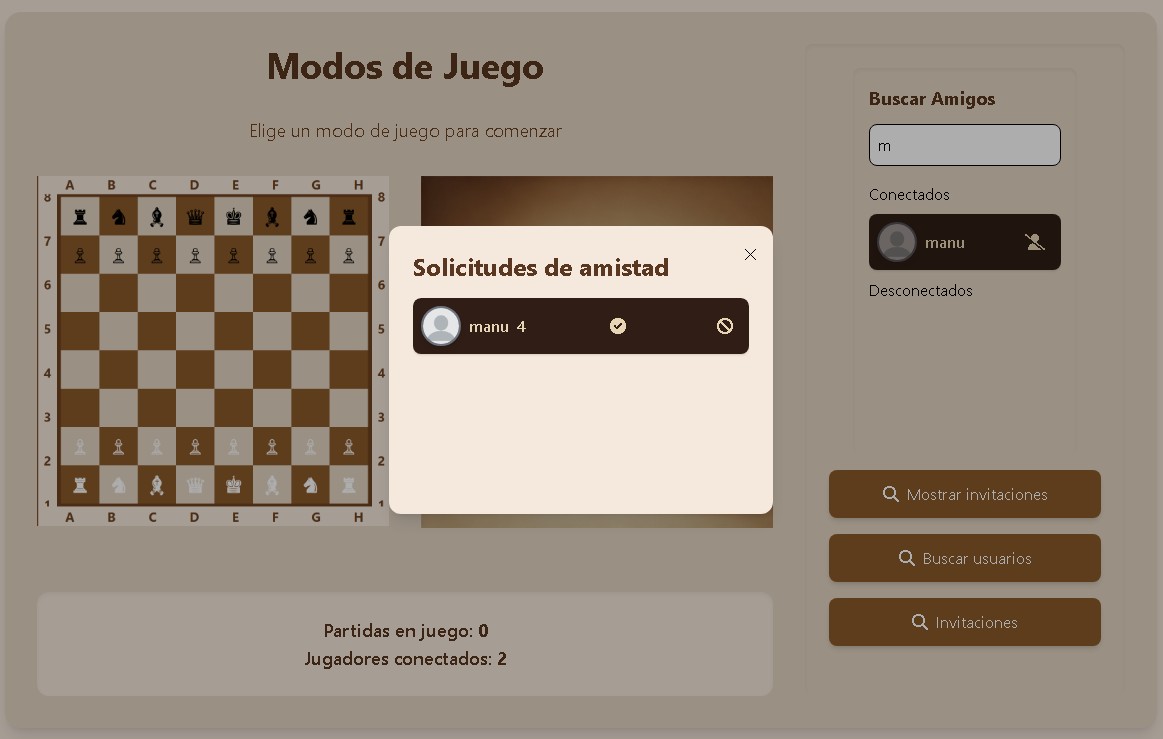 Modos de Juego
Elige un modo de juego para comenzar
A B C D E F G H
8 8
7 7
6 6
5 5
4 4
3 3
2 2
1 1
A B C D E F G H
Solicitudes de amistad
manu 4
Partidas en juego: 0
Jugadores conectados: 2
Buscar Amigos
m
Conectados
manu
Desconectados
Mostrar invitaciones
Buscar usuarios
Invitaciones